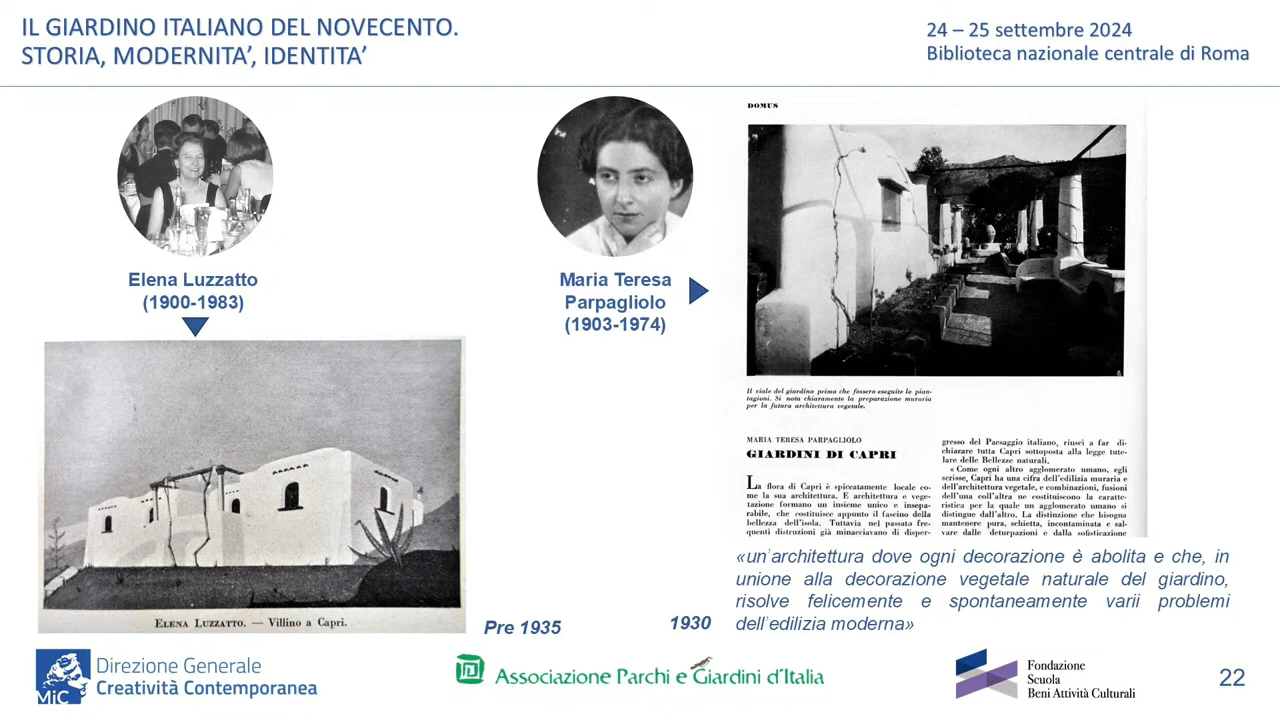 IL GIARDINO ITALIANO DEL NOVECENTO.
STORIA, MODERNITA’, IDENTITA’
24 – 25 settembre 2024
Biblioteca nazionale centrale di Roma
Elena Luzzatto
(1900-1983)
Maria Teresa
Parpagliolo
(1903-1974)
DOMUS
Il viale del giardino prima che fossero eseguite le pian-
tagioni. Si nota chiaramente la preparazione muraria
per la futura architettura vegetale.
MARIA TERESA PARPAGLIOLO
GIARDINI DI CAPRI
La flora di Capri è spiccatamente locale co-
me la sua architettura. E architettura e vege-
tazione formano un insieme unico e insepa-
rabile, che costituisce appunto il fascino della
bellezza dell'isola. Tuttavia nel passato fre-
quenti distruzioni già minacciavano di disper-
gresso del Paesaggio italiano, riuscì a far di-
chiarare tutta Capri sottoposta alla legge tute-
lare delle Bellezze naturali.
« Come ogni altro agglomerato umano, egli
scrisse, Capri ha una cifra dell'edilizia muraria e
dell'architettura vegetale, e combinazioni, fusioni
dell'una coll'altra ne costituiscono la caratte-
ristica per la quale un agglomerato umano si
distingue dall'altro. La distinzione che bisogna
mantenere pura, schietta, incontaminata e sal-
vare dalle deturpazioni e dalla sofisticazione
«un’architettura dove ogni decorazione è abolita e che, in
unione alla decorazione vegetale naturale del giardino,
risolve felicemente e spontaneamente varii problemi
dell’edilizia moderna»
ELENA LUZZATTO. — Villino a Capri.
Pre 1935
1930
MiC
Direzione Generale
Creatività Contemporanea
Associazione Parchi e Giardini d'Italia
Fondazione
Scuola
Beni Attività Culturali
22